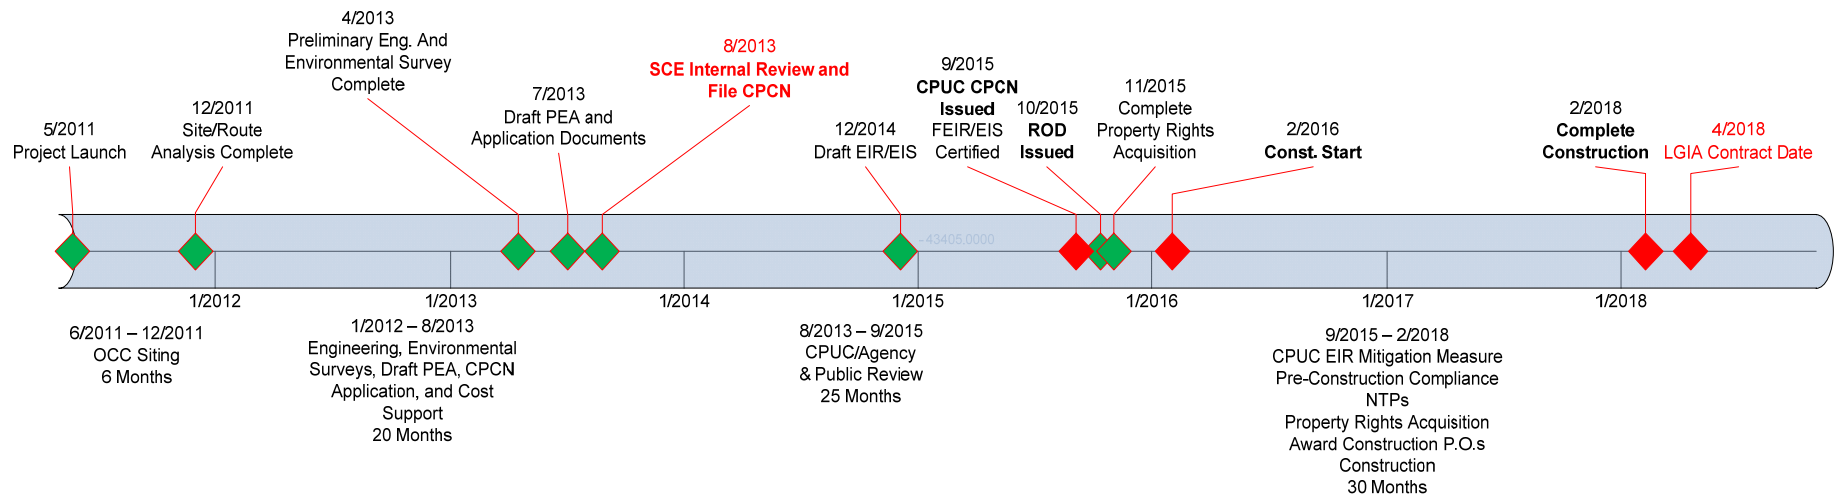 5/2011
Project Launch
12/2011
Site/Route
Analysis Complete
4/2013
Preliminary Eng. And
Environmental Survey
Complete
7/2013
Draft PEA and
Application Documents
8/2013
SCE Internal Review and
File CPCN
12/2014
Draft EIR/EIS
9/2015
CPUC CPCN
Issued
FEIR/EIS
Certified
10/2015
ROD
Issued
11/2015
Complete
Property Rights
Acquisition
2/2016
Const. Start
2/2018
Complete
Construction
4/2018
LGIA Contract Date
- 43405.0000
1/2012
1/2013
1/2014
1/2015
1/2016
1/2017
1/2018
6/2011 – 12/2011
OCC Siting
6 Months
1/2012 – 8/2013
Engineering, Environmental
Surveys, Draft PEA, CPCN
Application, and Cost
Support
20 Months
8/2013 – 9/2015
CPUC/Agency
& Public Review
25 Months
9/2015 – 2/2018
CPUC EIR Mitigation Measure
Pre-Construction Compliance
NTPs
Property Rights Acquisition
Award Construction P.O.s
Construction
30 Months